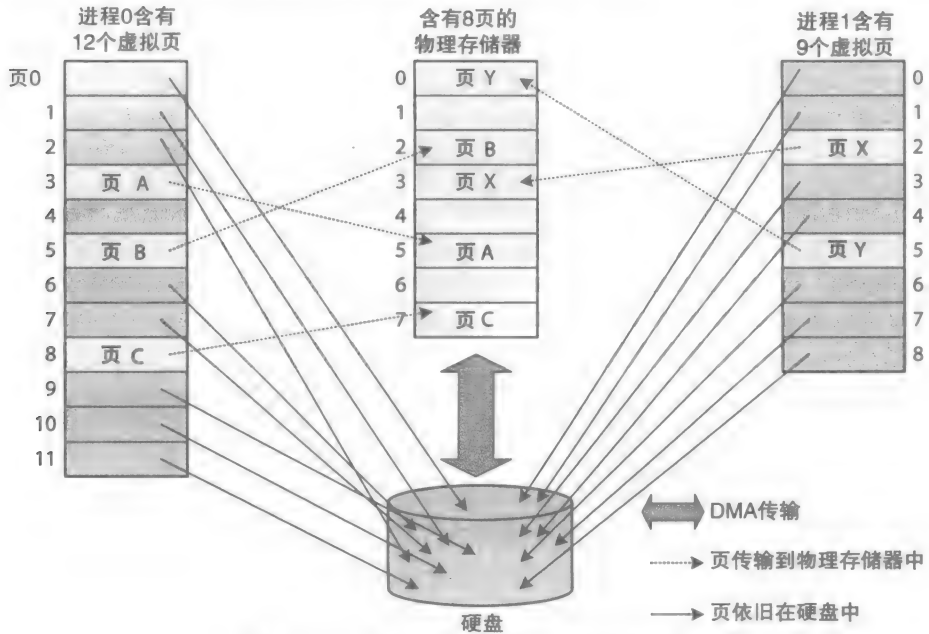 进程0含有
12个虚拟页
含有8页的
物理存储器
进程1含有
9个虚拟页
页0
1
2
3
4
5
6
7
8
9
10
11
页 A
页 B
页 C
0
1
2
3
4
5
6
7
页 Y
页 B
页 X
页 A
页 C
页 X
页 Y
0
1
2
3
4
5
6
7
8
DMA传输
页传输到物理存储器中
页依旧在硬盘中
硬盘